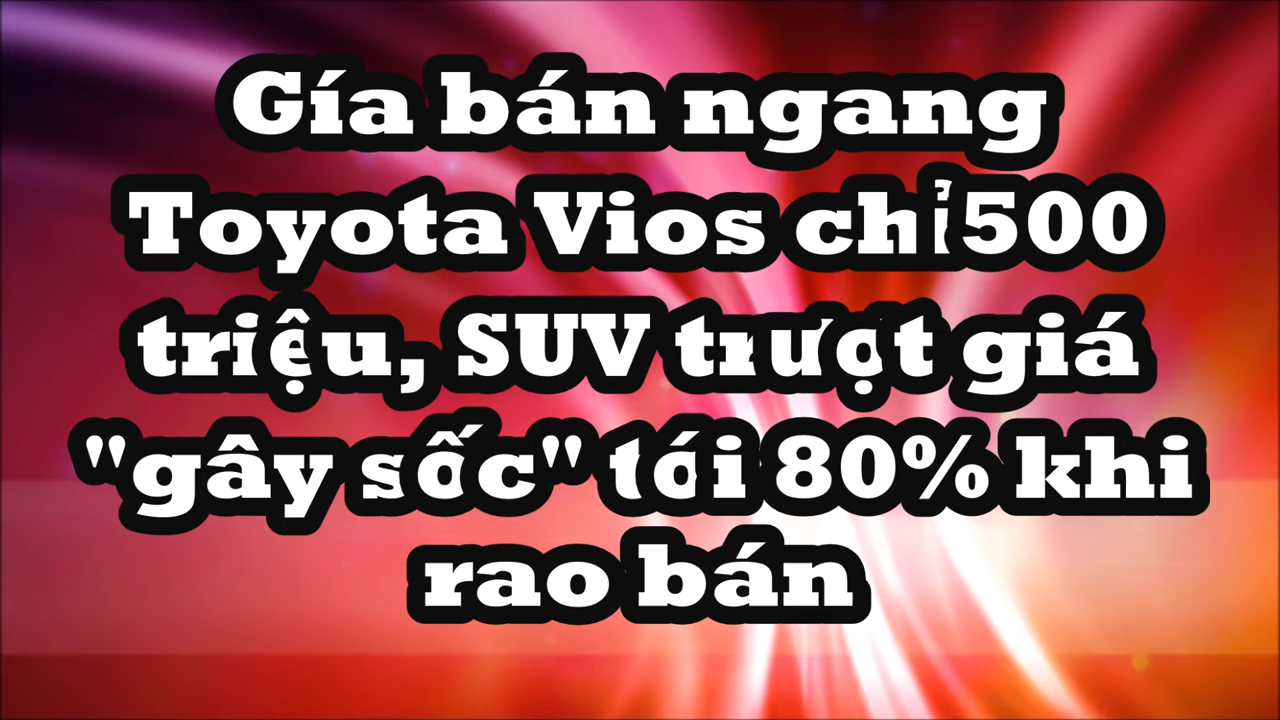 Gía bán ngang
Toyota Vios chỉ 500
triệu, SUV trượt giá
"gây sốc" tới 80% khi
rao bán